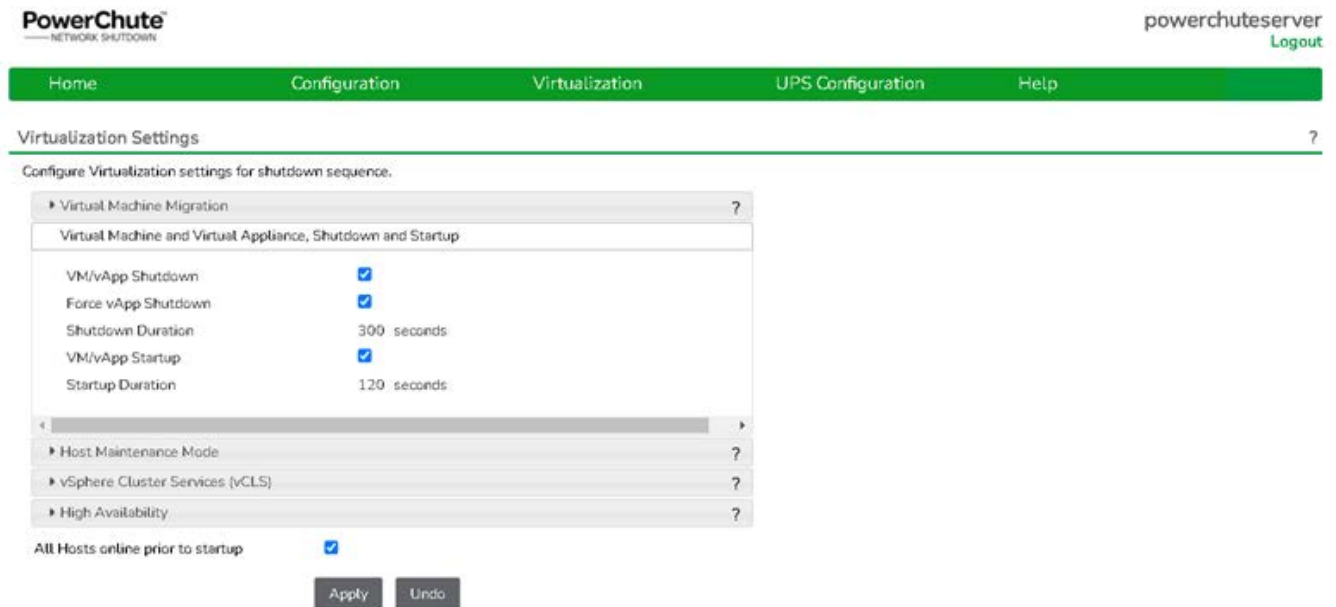 PowerChute™
NETWORK SHUTDOWN
powerchuteserver
Logout
Home Configuration Virtualization UPS Configuration Help
Virtualization Settings ?
Configure Virtualization settings for shutdown sequence.
Virtual Machine Migration ?
Virtual Machine and Virtual Appliance, Shutdown and Startup
VM/vApp Shutdown
Force vApp Shutdown
Shutdown Duration 300 seconds
VM/vApp Startup
Startup Duration 120 seconds
Host Maintenance Mode ?
vSphere Cluster Services (vCLS) ?
High Availability ?
All Hosts online prior to startup
Apply Undo